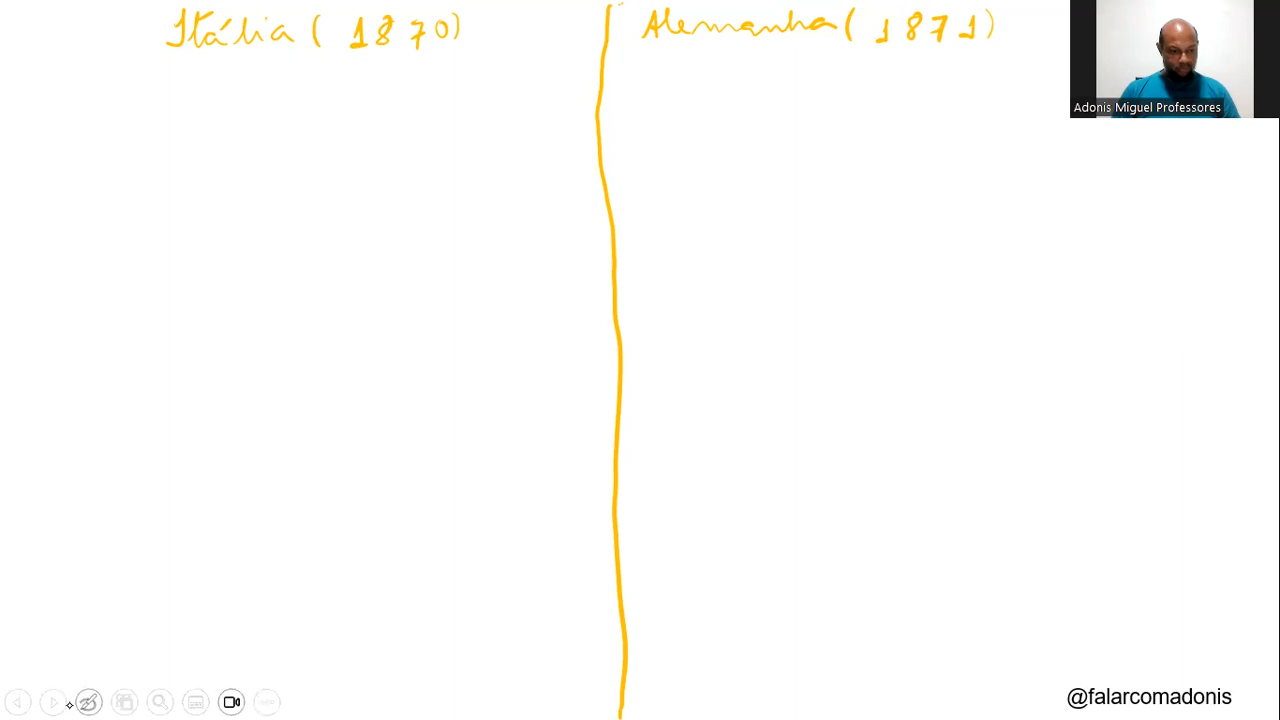 Itália (1870)
Alemanha (1871)
Adonis Miguel Professores
@falarcomadonis